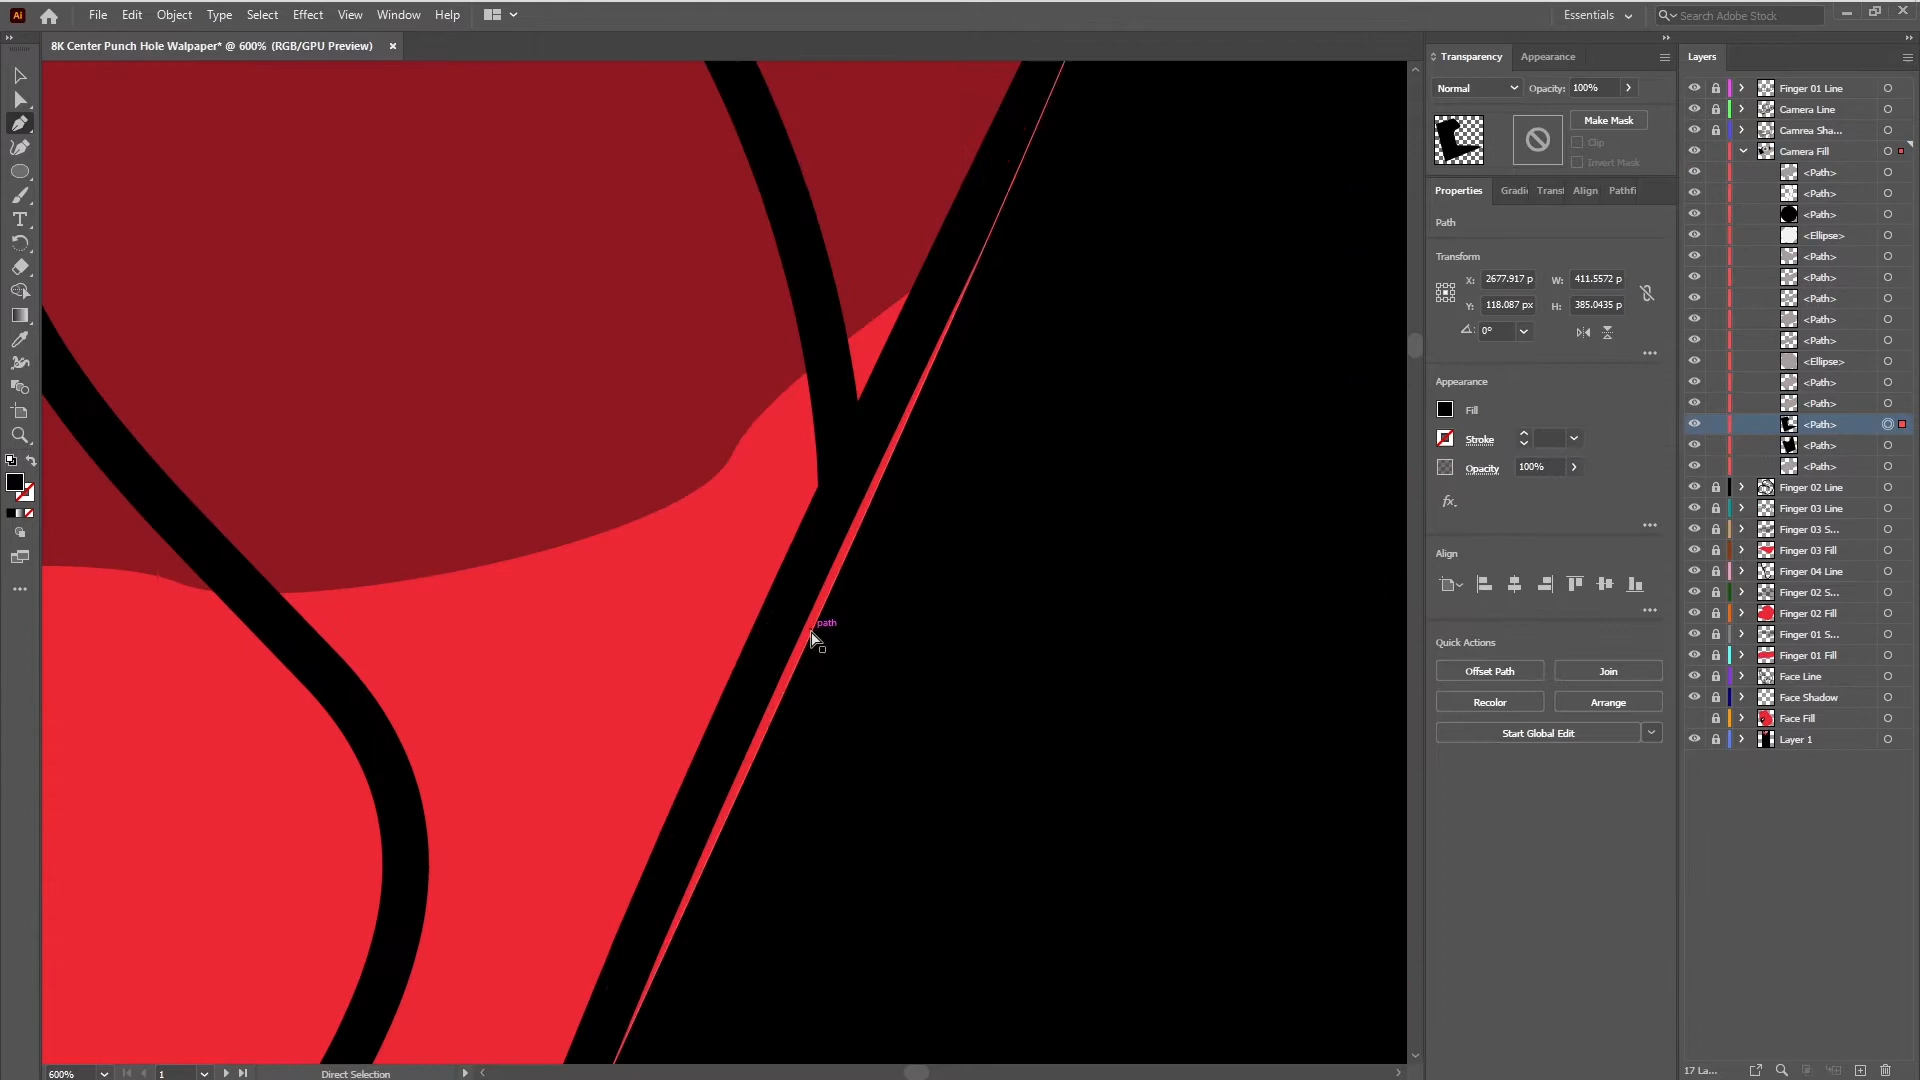 Ai File Edit Object Type Select Effect View Window Help Essentials Search Adobe Stock
8K Center Punch Hole Walpaper* @ 600% (RGB/GPU Preview) ×
Transparency Appearance
Normal Opacity: 100%
Make Mask
Clip
Invert Mask
Properties Gradi Transf Align Pathfi
Path
Transform
X: 2677.917 p W: 411.5572 p
Y: 118.087 px H: 385.0435 p
0°
Appearance
Fill
Stroke
Opacity 100%
fx.
Align
Quick Actions
Offset Path Join
Recolor Arrange
Start Global Edit
Layers
Finger 01 Line
Camera Line
Camrea Sha...
Camera Fill
<Path>
<Path>
<Path>
<Ellipse>
<Path>
<Path>
<Path>
<Path>
<Path>
<Ellipse>
<Path>
<Path>
<Path>
<Path>
<Path>
Finger 02 Line
Finger 03 Line
Finger 03 S...
Finger 03 Fill
Finger 04 Line
Finger 02 S...
Finger 02 Fill
Finger 01 S...
Finger 01 Fill
Face Line
Face Shadow
Face Fill
Layer 1
17 La...
path
600% 1 Direct Selection